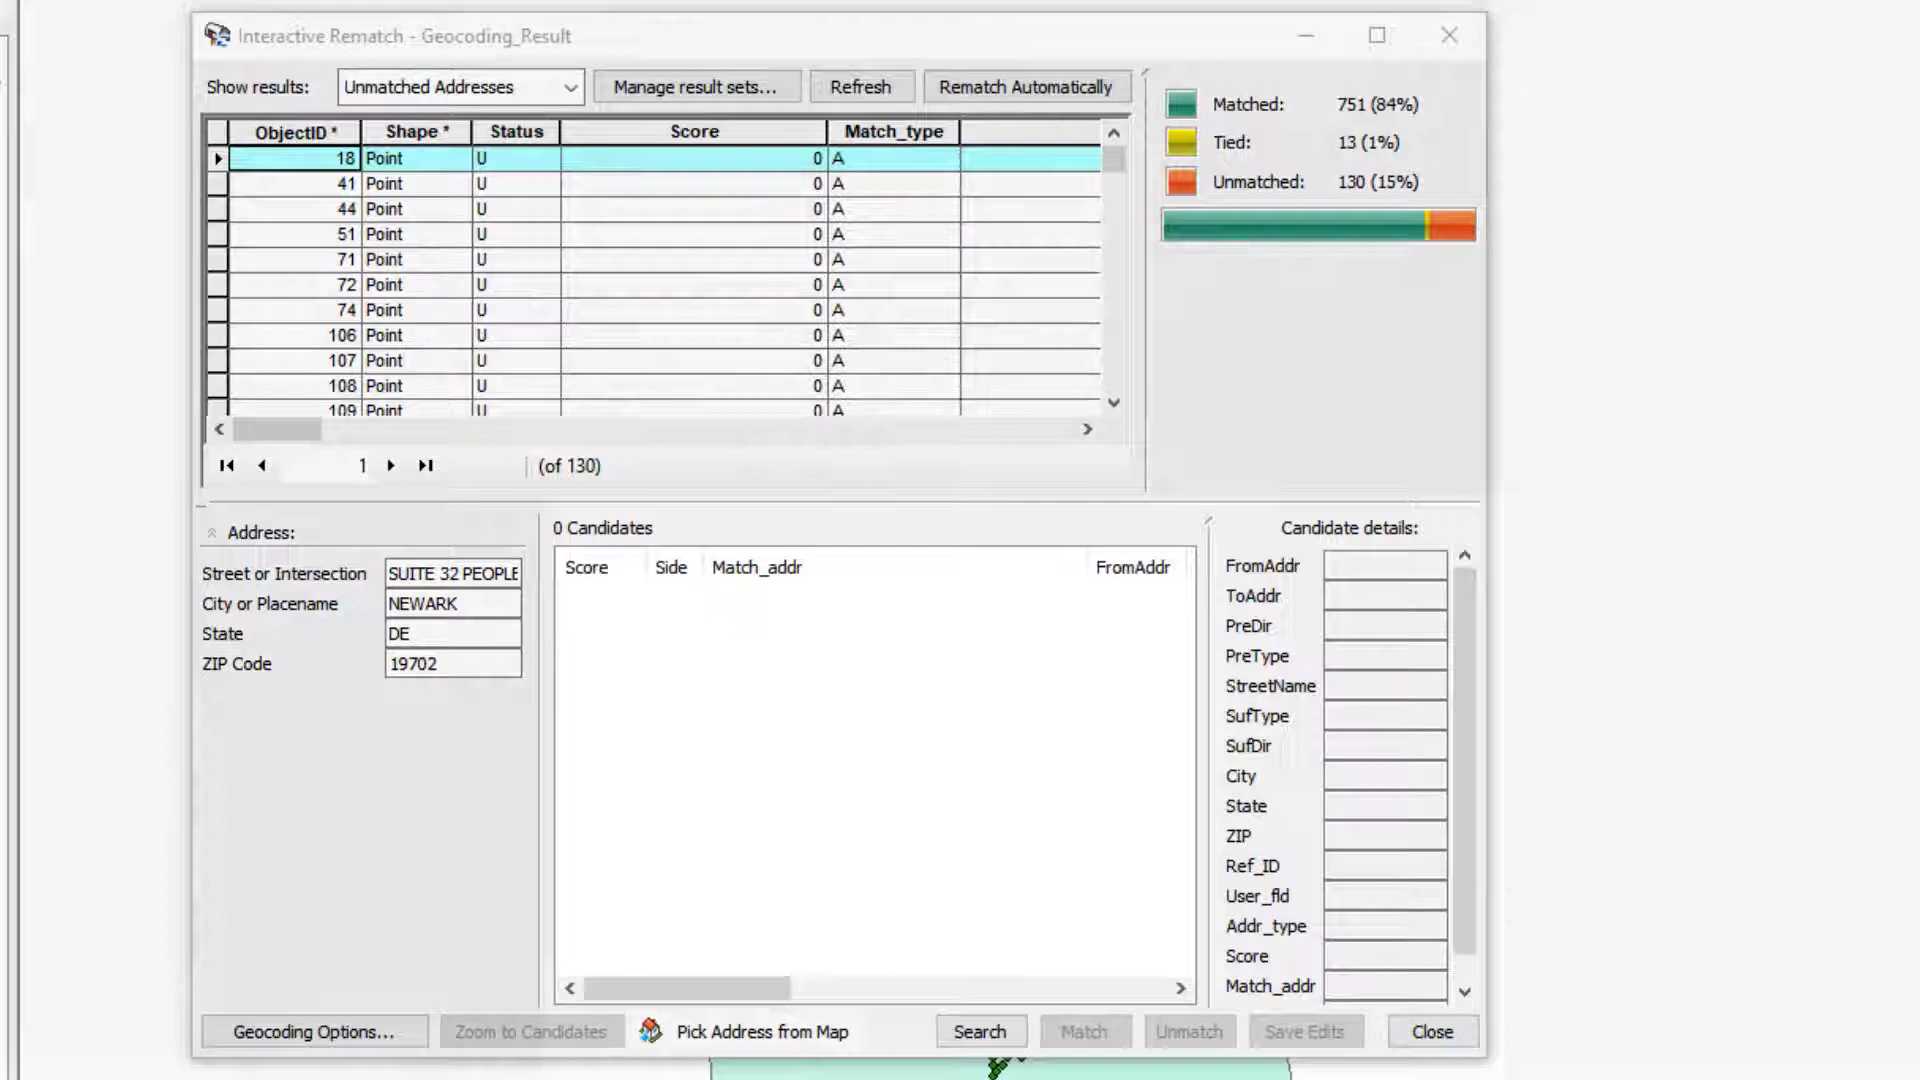 Interactive Rematch - Geocoding_Result
Show results: Unmatched Addresses Manage result sets... Refresh Rematch Automatically
Matched: 751 (84%)
Tied: 13 (1%)
Unmatched: 130 (15%)
ObjectID * Shape * Status Score Match_type
18 Point U 0 A
41 Point U 0 A
44 Point U 0 A
51 Point U 0 A
71 Point U 0 A
72 Point U 0 A
74 Point U 0 A
106 Point U 0 A
107 Point U 0 A
108 Point U 0 A
109 Point U 0 A
1 (of 130)
Address:
Street or Intersection SUITE 32 PEOPLE
City or Placename NEWARK
State DE
ZIP Code 19702
0 Candidates
Score Side Match_addr FromAddr
Candidate details:
FromAddr
ToAddr
PreDir
PreType
StreetName
SufType
SufDir
City
State
ZIP
Ref_ID
User_fld
Addr_type
Score
Match_addr
Geocoding Options... Zoom to Candidates Pick Address from Map Search Match Unmatch Save Edits Close